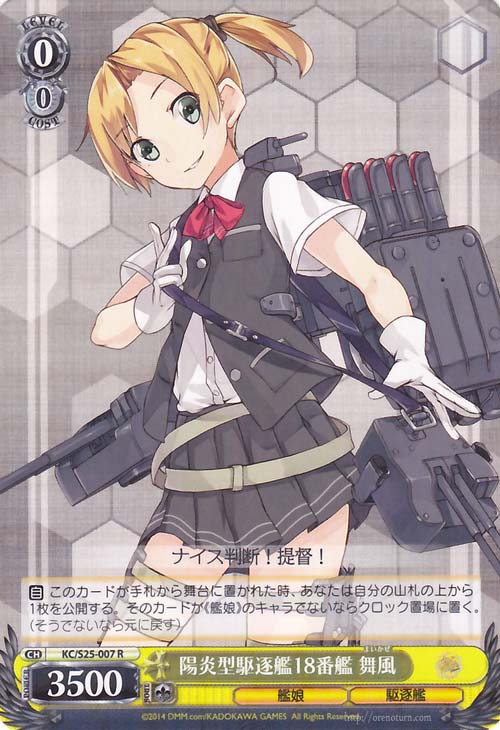 LEVEL
0
0
COST
ナイス判断！提督！
自 このカードが手札から舞台に置かれた時、あなたは自分の山札の上から
1枚を公開する。そのカードが《艦娘》のキャラでないならクロック置場に置く。
（そうでないなら元に戻す）
CH KC/S25-007 R
POWER 3500 SOUL
まいかぜ
陽炎型駆逐艦18番艦 舞風
艦娘 駆逐艦
©2014 DMM.com/KADOKAWA GAMES All Rights Reserved.
http://orenoturn.com